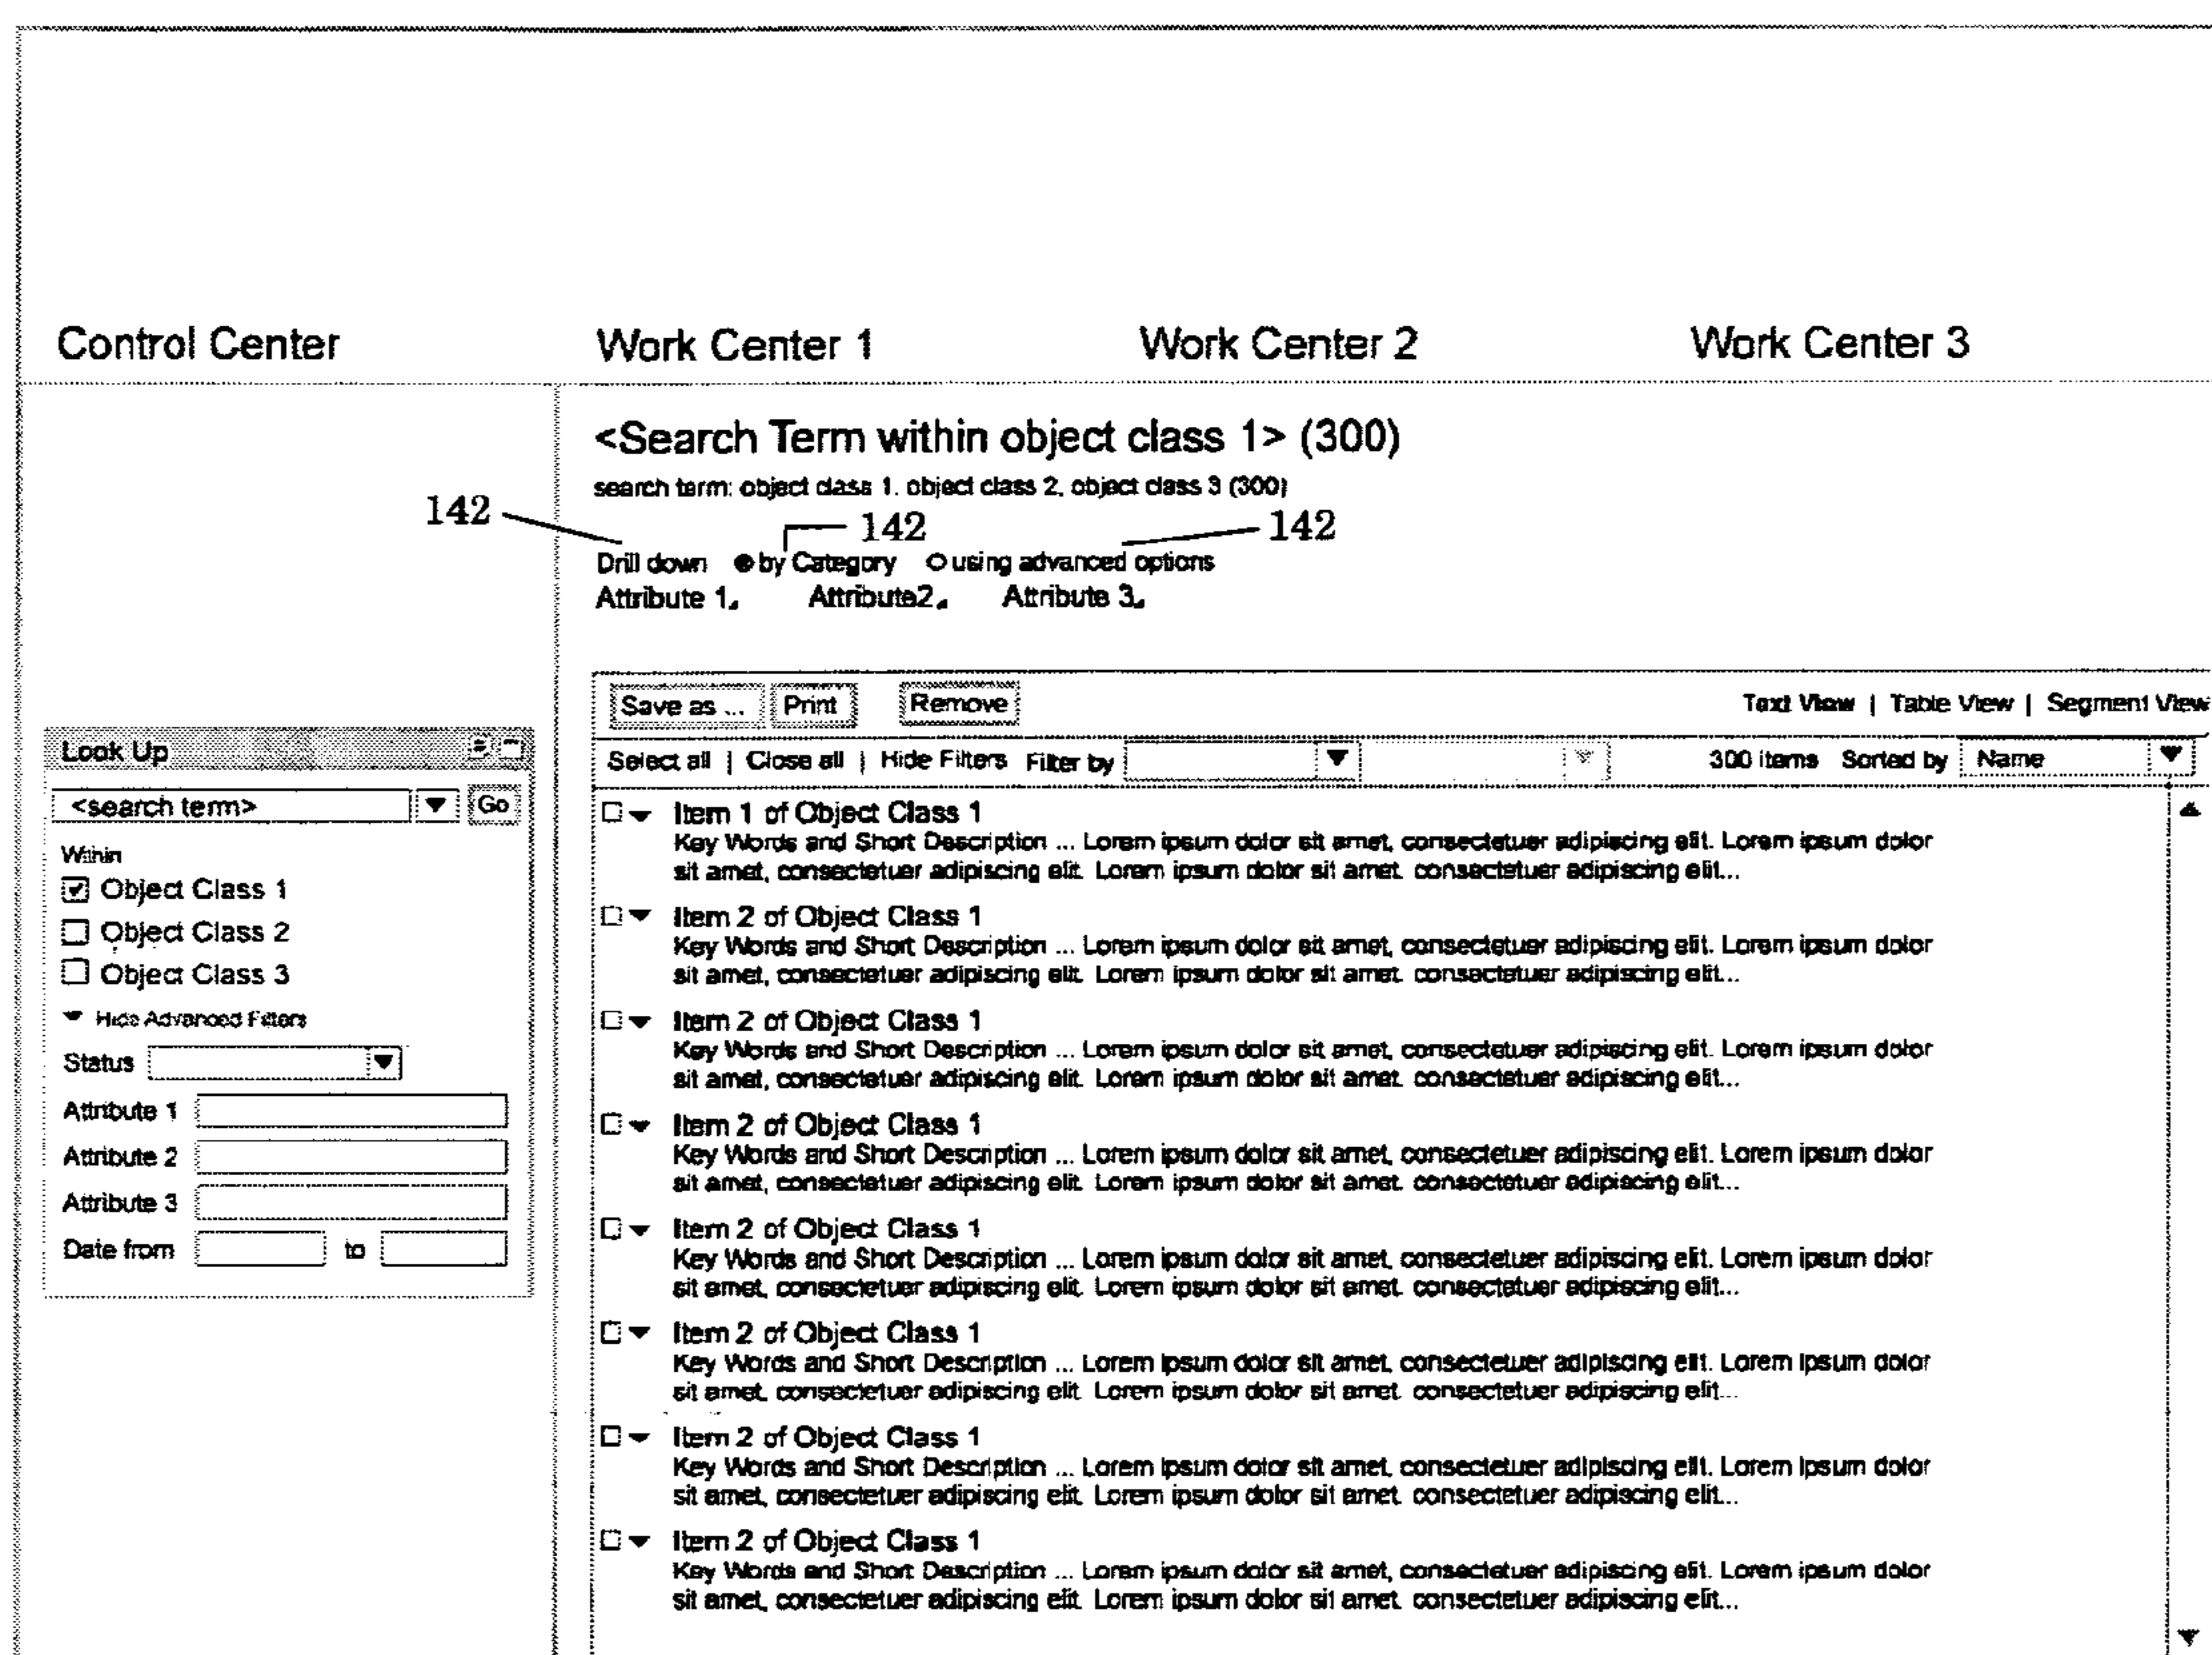 Control Center
Work Center 1
Work Center 2
Work Center 3
<Search Term within object class 1> (300)
search term: object class 1. object class 2, object class 3 (300)
142
142
142
Drill down by Category using advanced options
Attribute 1 Attribute2 Attribute 3
Save as ... Print Remove
Text View | Table View | Segment View
Select all | Close all | Hide Filters Filter by
300 items Sorted by Name
Look Up
<search term> Go
Within
Object Class 1
Object Class 2
Object Class 3
Hide Advanced Filters
Status
Attribute 1
Attribute 2
Attribute 3
Date from to
Item 1 of Object Class 1
Key Words and Short Description ... Lorem ipsum dolor sit amet, consectetuer adipiscing elit. Lorem ipsum dolor
sit amet, consectetuer adipiscing elit. Lorem ipsum dolor sit amet. consectetuer adipiscing elit...
Item 2 of Object Class 1
Key Words and Short Description ... Lorem ipsum dolor sit amet, consectetuer adipiscing elit. Lorem ipsum dolor
sit amet, consectetuer adipiscing elit. Lorem ipsum dolor sit amet. consectetuer adipiscing elit...
Item 2 of Object Class 1
Key Words and Short Description ... Lorem ipsum dolor sit amet, consectetuer adipiscing elit. Lorem ipsum dolor
sit amet, consectetuer adipiscing elit. Lorem ipsum dolor sit amet. consectetuer adipiscing elit...
Item 2 of Object Class 1
Key Words and Short Description ... Lorem ipsum dolor sit amet, consectetuer adipiscing elit. Lorem ipsum dolor
sit amet, consectetuer adipiscing elit. Lorem ipsum dolor sit amet. consectetuer adipiscing elit...
Item 2 of Object Class 1
Key Words and Short Description ... Lorem ipsum dolor sit amet, consectetuer adipiscing elit. Lorem ipsum dolor
sit amet, consectetuer adipiscing elit. Lorem ipsum dolor sit amet. consectetuer adipiscing elit...
Item 2 of Object Class 1
Key Words and Short Description ... Lorem ipsum dolor sit amet, consectetuer adipiscing elit. Lorem ipsum dolor
sit amet, consectetuer adipiscing elit. Lorem ipsum dolor sit amet. consectetuer adipiscing elit...
Item 2 of Object Class 1
Key Words and Short Description ... Lorem ipsum dolor sit amet, consectetuer adipiscing elit. Lorem ipsum dolor
sit amet, consectetuer adipiscing elit. Lorem ipsum dolor sit amet. consectetuer adipiscing elit...
Item 2 of Object Class 1
Key Words and Short Description ... Lorem ipsum dolor sit amet, consectetuer adipiscing elit. Lorem ipsum dolor
sit amet, consectetuer adipiscing elit. Lorem ipsum dolor sit amet. consectetuer adipiscing elit...